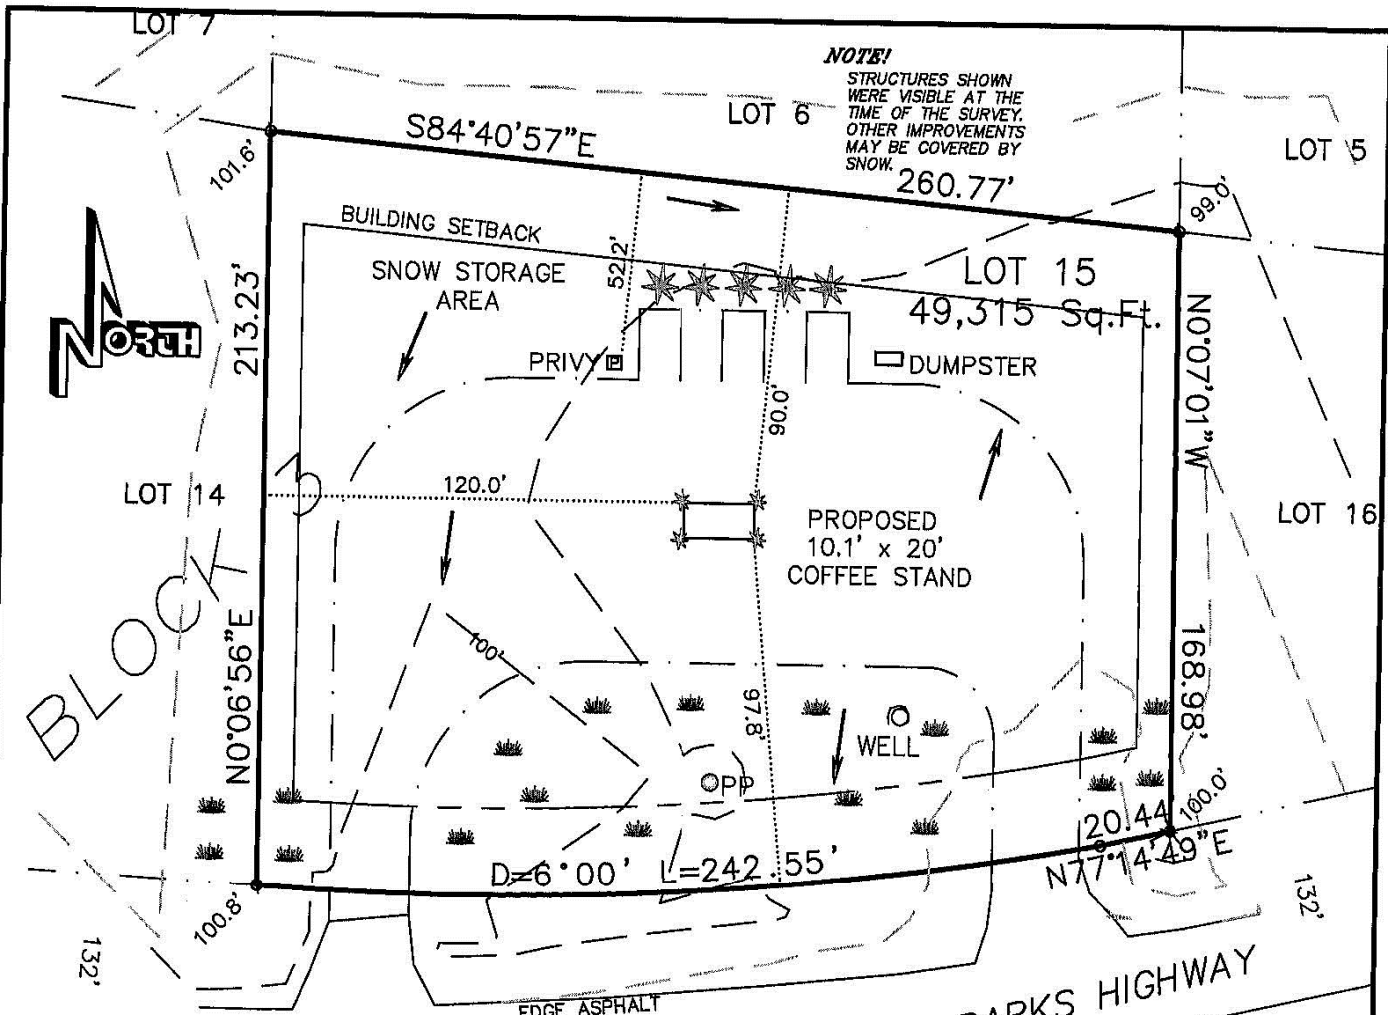 LOT 7
NOTE!
STRUCTURES SHOWN
WERE VISIBLE AT THE
TIME OF THE SURVEY.
OTHER IMPROVEMENTS
MAY BE COVERED BY
SNOW.
LOT 6
LOT 5
S84°40'57"E
260.77'
101.6'
99.0'
BUILDING SETBACK
52.2'
SNOW STORAGE
AREA
LOT 15
49,315 Sq.Ft.
NORTH
213.23'
PRIVY P
DUMPSTER
N0°07'01"W
90.0'
LOT 14
120.0'
LOT 16
PROPOSED
10.1' x 20'
COFFEE STAND
BLOCK 3
N0°06'56"E
100'
168.98'
97.8'
WELL
PP
20.44
100.0'
D=6°00' L=242.55'
N77°14'49"E
100.8'
132'
132'
EDGE ASPHALT
PARKS HIGHWAY